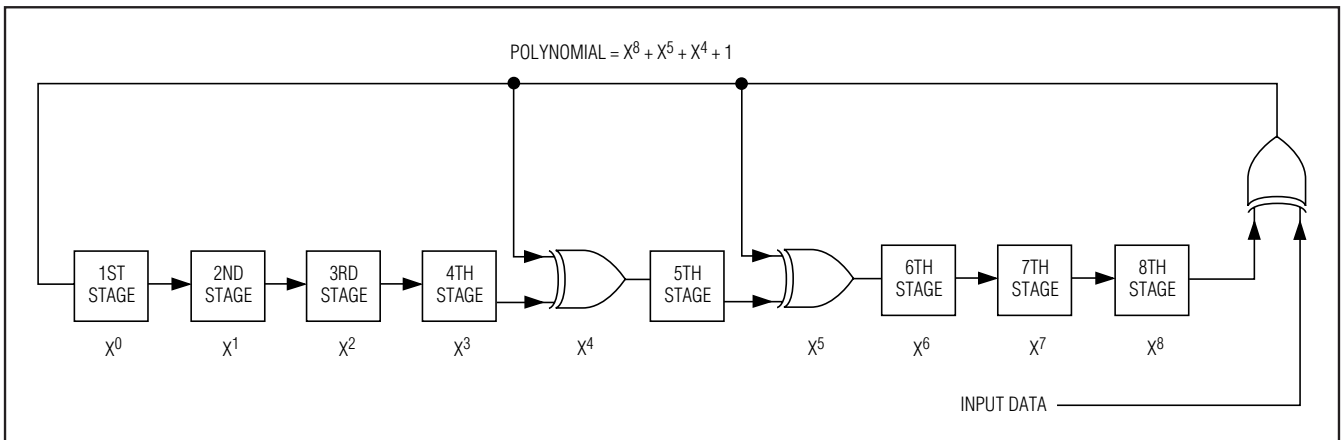 POLYNOMIAL = X⁸ + X⁵ + X⁴ + 1
1ST
STAGE
2ND
STAGE
3RD
STAGE
4TH
STAGE
5TH
STAGE
6TH
STAGE
7TH
STAGE
8TH
STAGE
X⁰ X¹ X² X³ X⁴ X⁵ X⁶ X⁷ X⁸
INPUT DATA